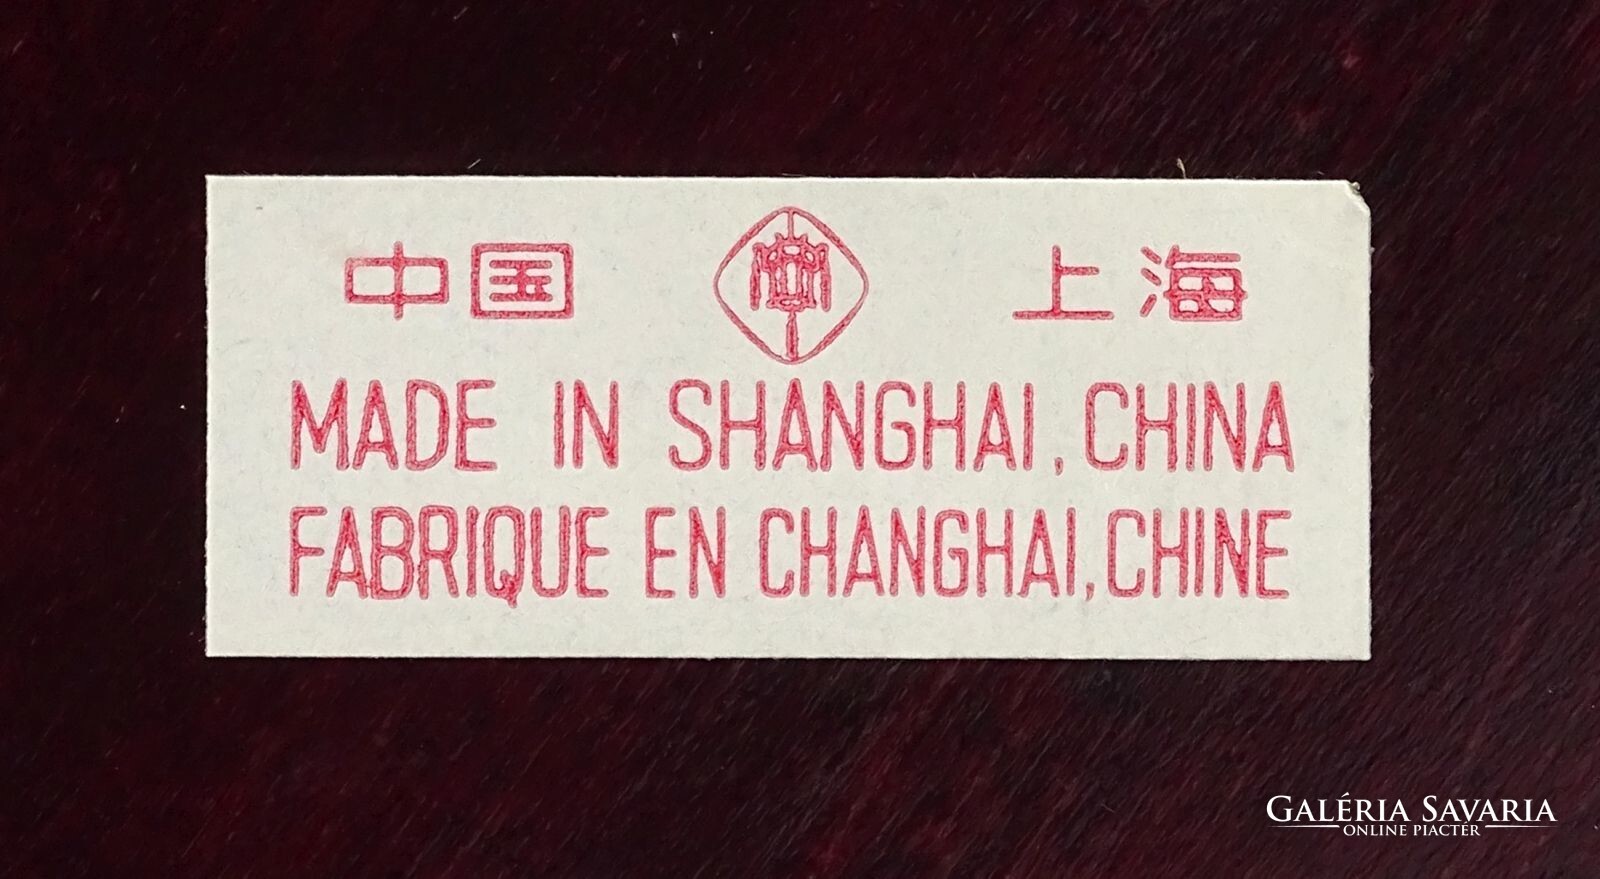 中国 上海
MADE IN SHANGHAI, CHINA
FABRIQUE EN CHANGHAI, CHINE
GALÉRIA SAVARIA
ONLINE PIACTÉR